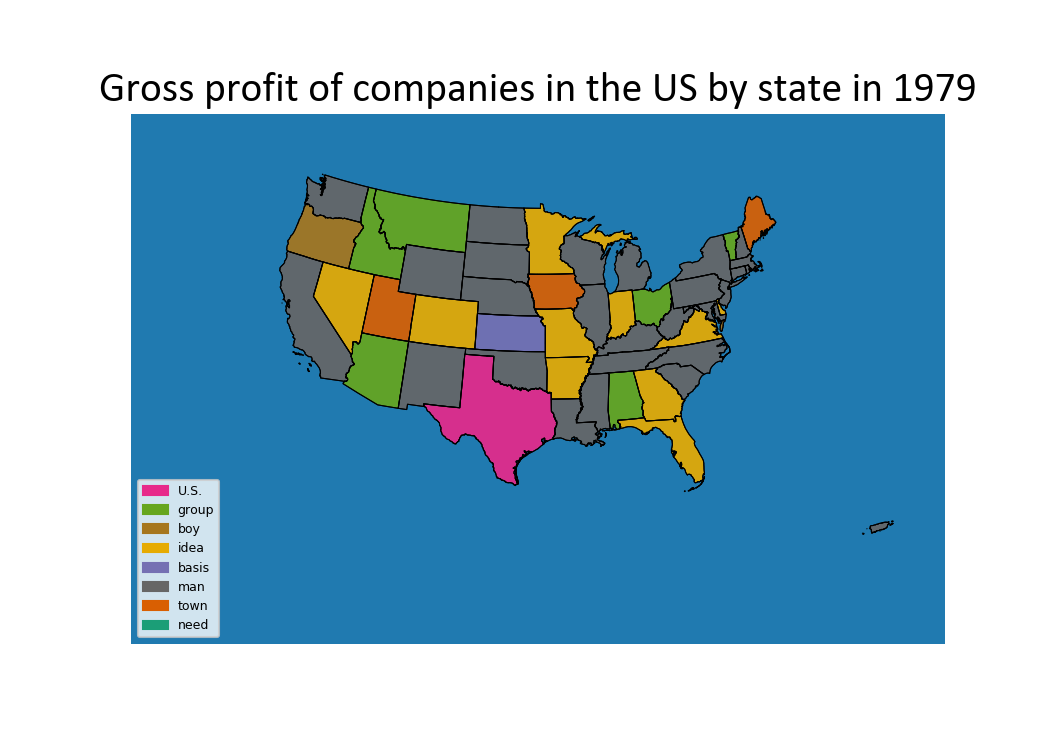 Gross profit of companies in the US by state in 1979
U.S.
group
boy
idea
basis
man
town
need